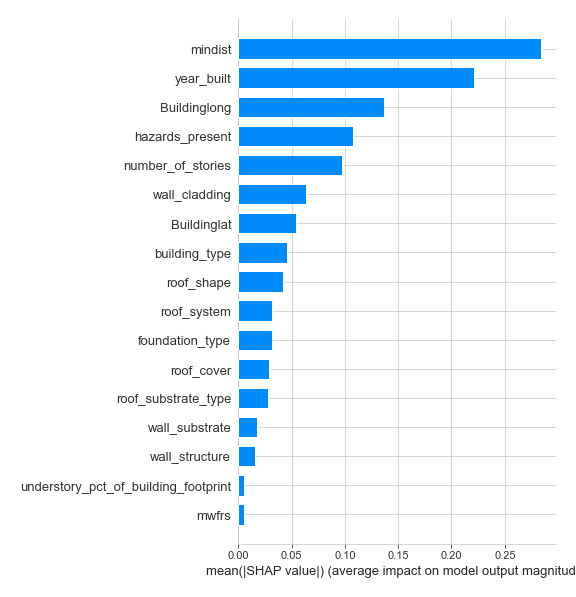 mindist
year_built
Buildinglong
hazards_present
number_of_stories
wall_cladding
Buildinglat
building_type
roof_shape
roof_system
foundation_type
roof_cover
roof_substrate_type
wall_substrate
wall_structure
understory_pct_of_building_footprint
mwfrs
0.00 0.05 0.10 0.15 0.20 0.25
mean(|SHAP value|) (average impact on model output magnitud